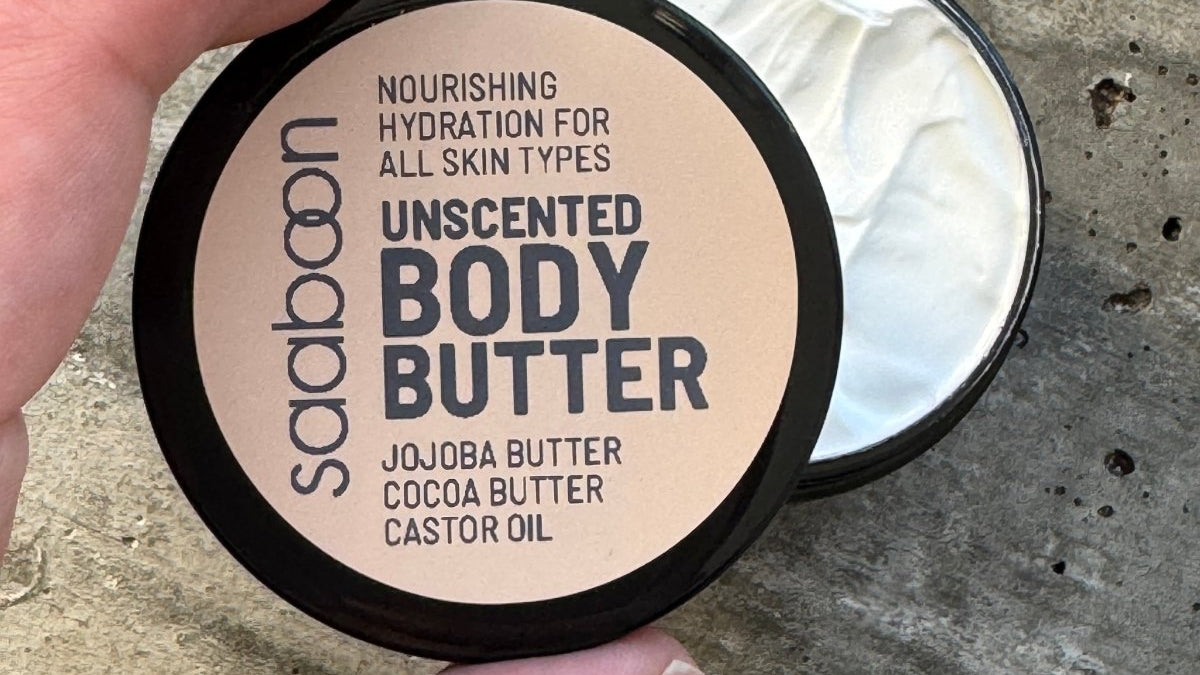 saaboon
NOURISHING
HYDRATION FOR
ALL SKIN TYPES
UNSCENTED
BODY
BUTTER
JOJOBA BUTTER
COCOA BUTTER
CASTOR OIL